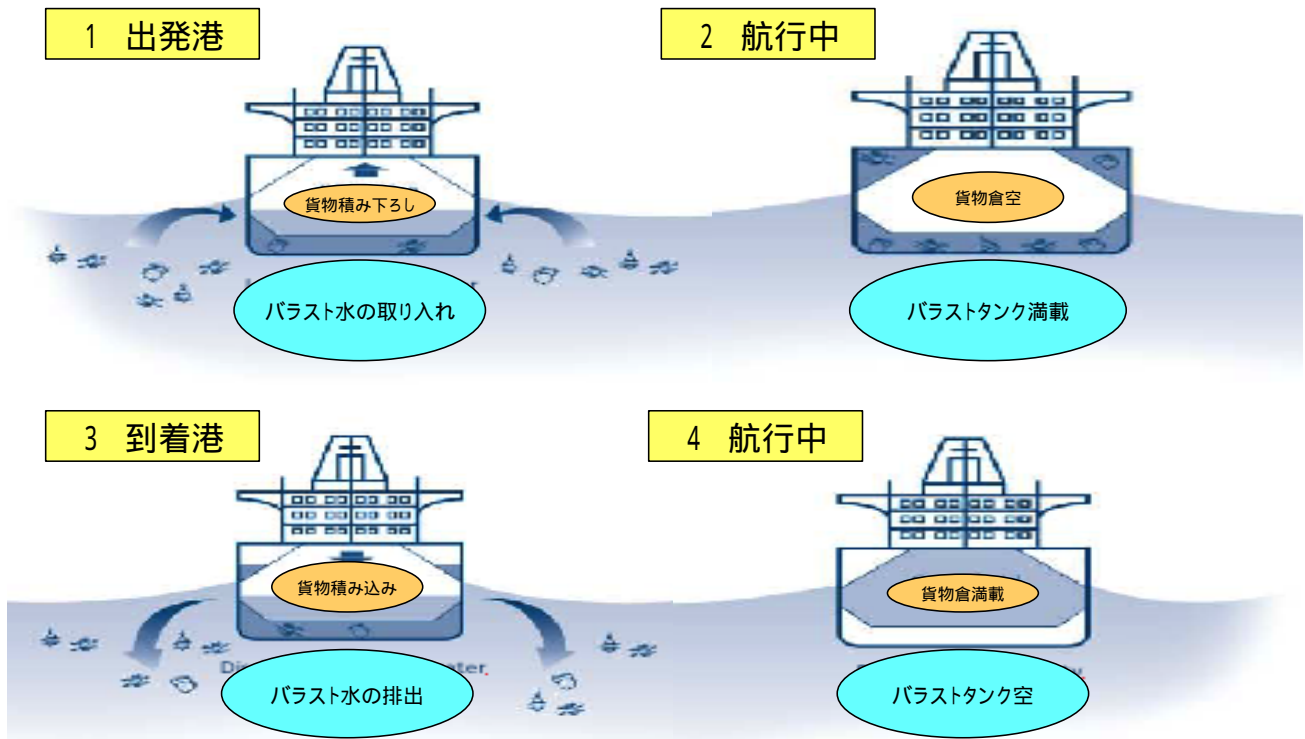 1 出発港
貨物積み下ろし
バラスト水の取り入れ
2 航行中
貨物倉空
バラストタンク満載
3 到着港
貨物積み込み
バラスト水の排出
4 航行中
貨物倉満載
バラストタンク空